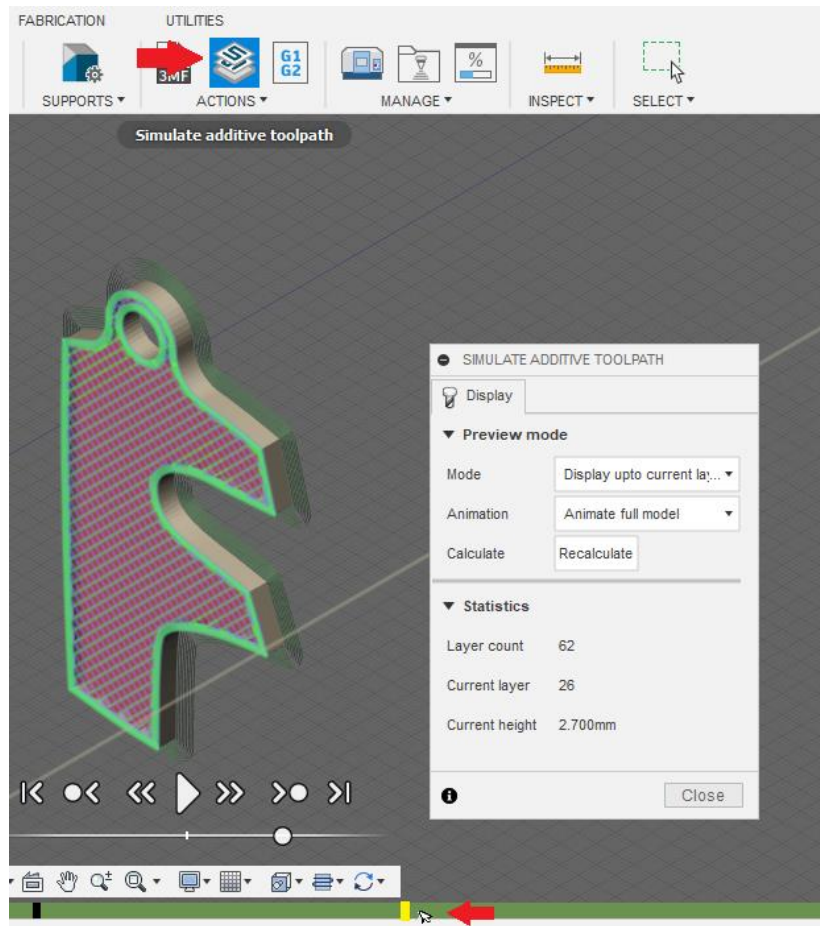 FABRICATION UTILITIES
3MF G1
G2 %
SUPPORTS ACTIONS MANAGE INSPECT SELECT
Simulate additive toolpath
SIMULATE ADDITIVE TOOLPATH
Display
Preview mode
Mode Display upto current la...
Animation Animate full model
Calculate Recalculate
Statistics
Layer count 62
Current layer 26
Current height 2.700mm
Close